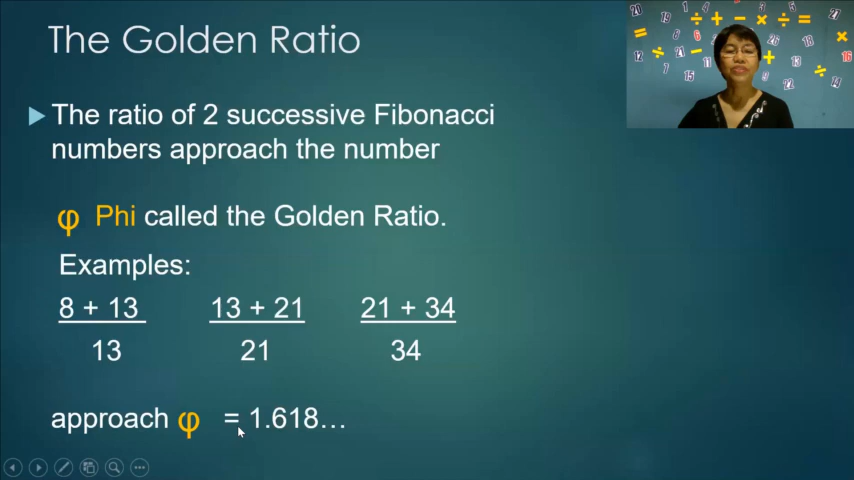 The Golden Ratio
The ratio of 2 successive Fibonacci
numbers approach the number
φ Phi called the Golden Ratio.
Examples:
8 + 13 13 + 21 21 + 34
13 21 34
approach φ = 1.618...